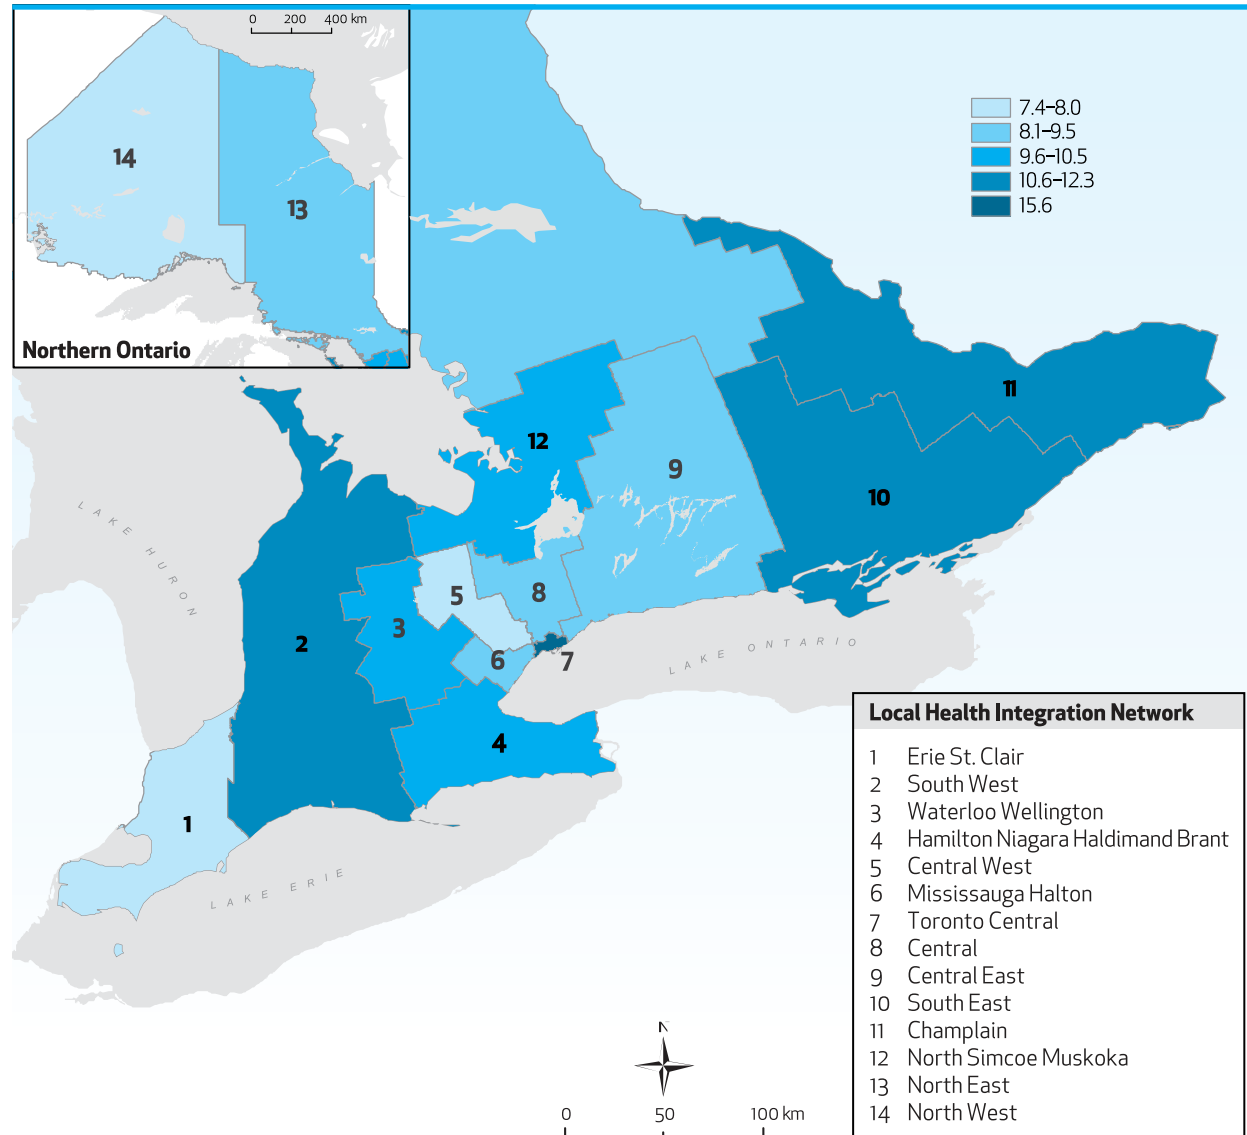 0 200 400 km
14
13
Northern Ontario
7.4–8.0
8.1–9.5
9.6–10.5
10.6–12.3
15.6
11
12
9
10
LAKE HURON
5
8
3
2
6
7
LAKE ONTARIO
4
1
LAKE ERIE
Local Health Integration Network
1 Erie St. Clair
2 South West
3 Waterloo Wellington
4 Hamilton Niagara Haldimand Brant
5 Central West
6 Mississauga Halton
7 Toronto Central
8 Central
9 Central East
10 South East
11 Champlain
12 North Simcoe Muskoka
13 North East
14 North West
N
0 50 100 km